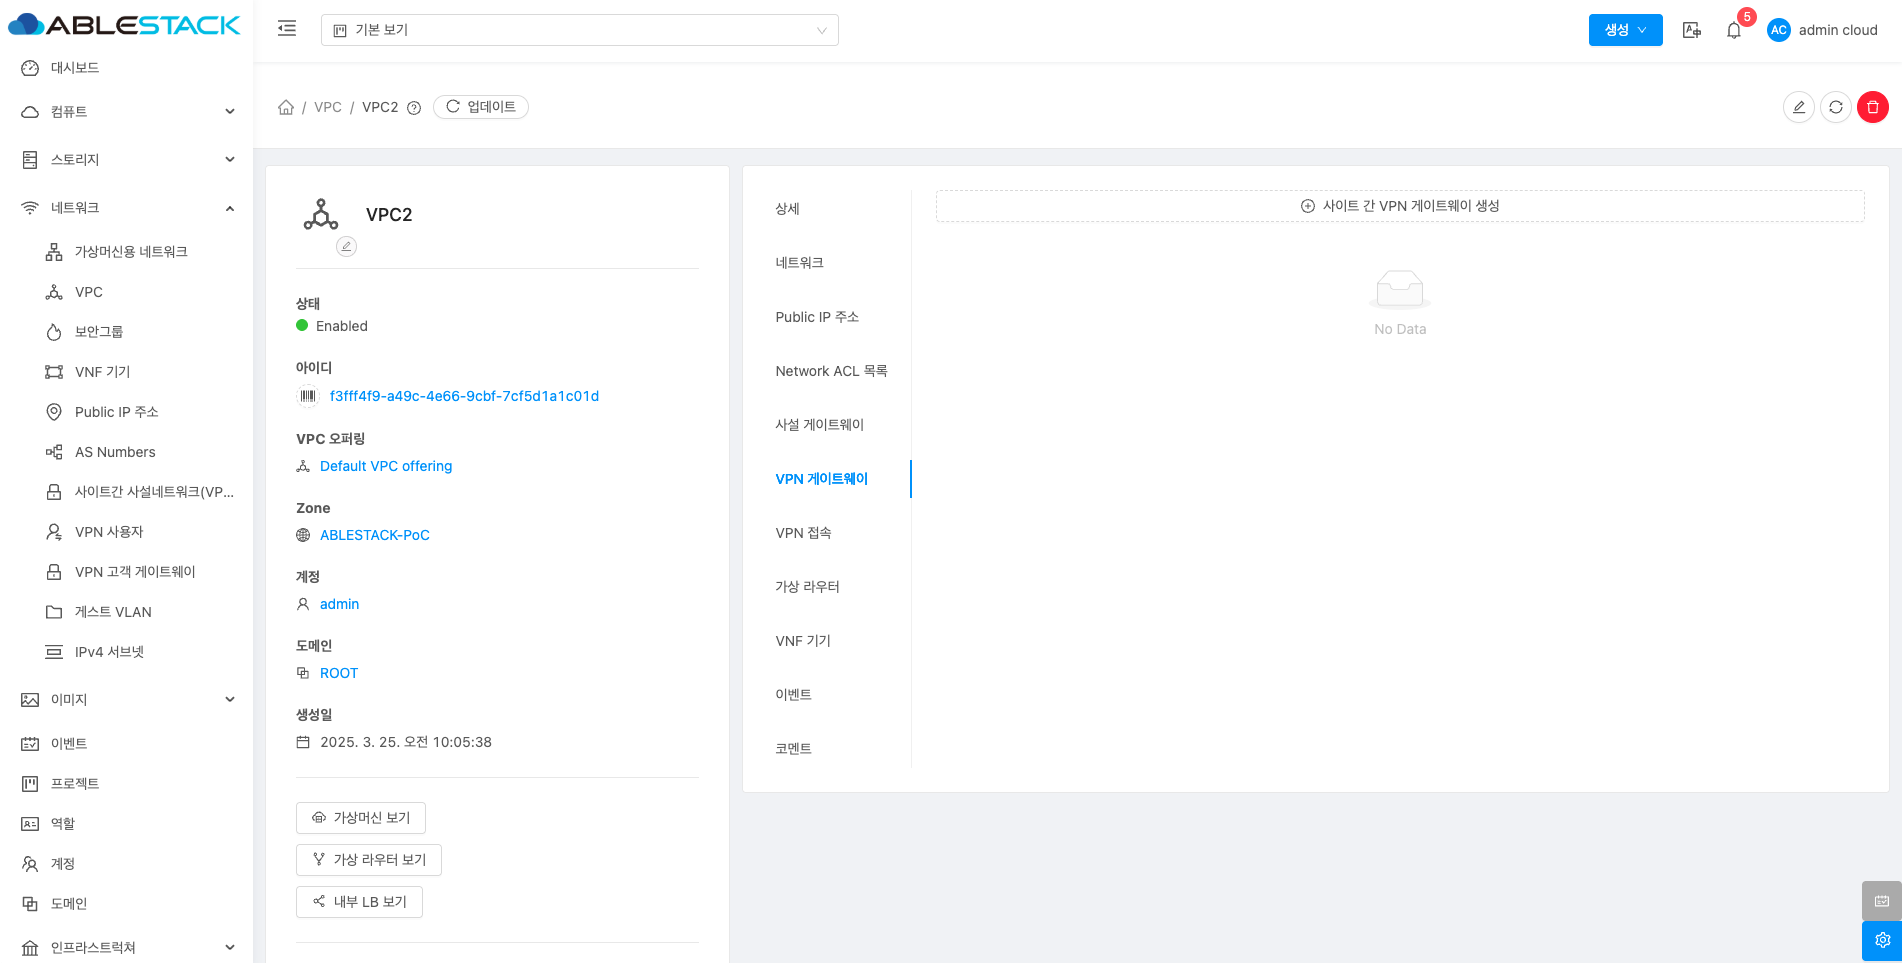 ABLESTACK
대시보드
컴퓨트
스토리지
네트워크
가상머신용 네트워크
VPC
보안그룹
VNF 기기
Public IP 주소
AS Numbers
사이트간 사설네트워크(VP...
VPN 사용자
VPN 고객 게이트웨이
게스트 VLAN
IPv4 서브넷
이미지
이벤트
프로젝트
역할
계정
도메인
인프라스트럭쳐
기본 보기
생성
5
AC admin cloud
/ VPC / VPC2
업데이트
VPC2
상태
Enabled
아이디
f3fff4f9-a49c-4e66-9cbf-7cf5d1a1c01d
VPC 오퍼링
Default VPC offering
Zone
ABLESTACK-PoC
계정
admin
도메인
ROOT
생성일
2025. 3. 25. 오전 10:05:38
가상머신 보기
가상 라우터 보기
내부 LB 보기
상세
네트워크
Public IP 주소
Network ACL 목록
사설 게이트웨이
VPN 게이트웨이
VPN 접속
가상 라우터
VNF 기기
이벤트
코멘트
사이트 간 VPN 게이트웨이 생성
No Data